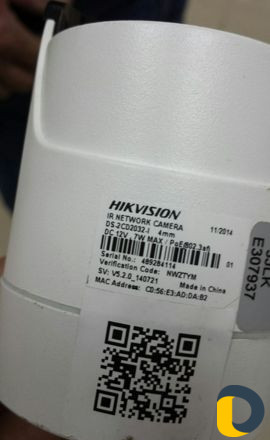 HIKVISION
IR NETWORK CAMERA 11/2014
DS-2CD2032-I 4mm
DC 12V 7W MAX / PoE(802.3af)
Serial No.: 489284114 01
Verification Code: NWZTYM
SV: V5.2.0_140721 Made in China
MAC Address: C0:56:E3:AD:DA:B2
E307937